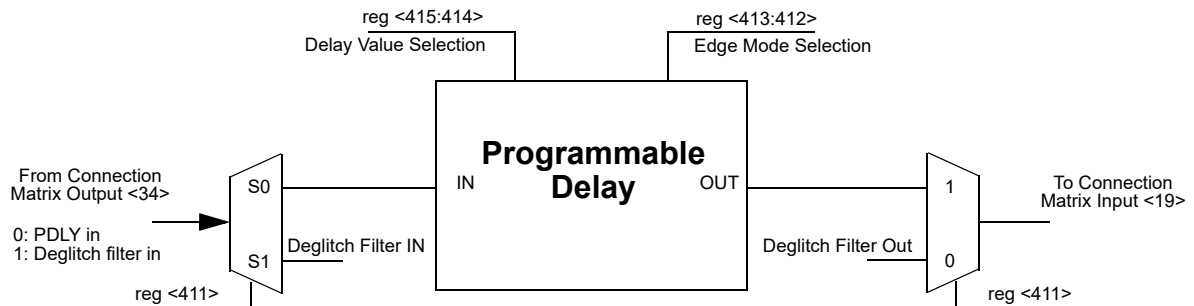 reg <415:414>
Delay Value Selection
reg <413:412>
Edge Mode Selection
Programmable
Delay
IN
OUT
From Connection
Matrix Output <34>
0: PDLY in
1: Deglitch filter in
S0
S1
Deglitch Filter IN
reg <411>
Deglitch Filter Out
1
0
To Connection
Matrix Input <19>
reg <411>